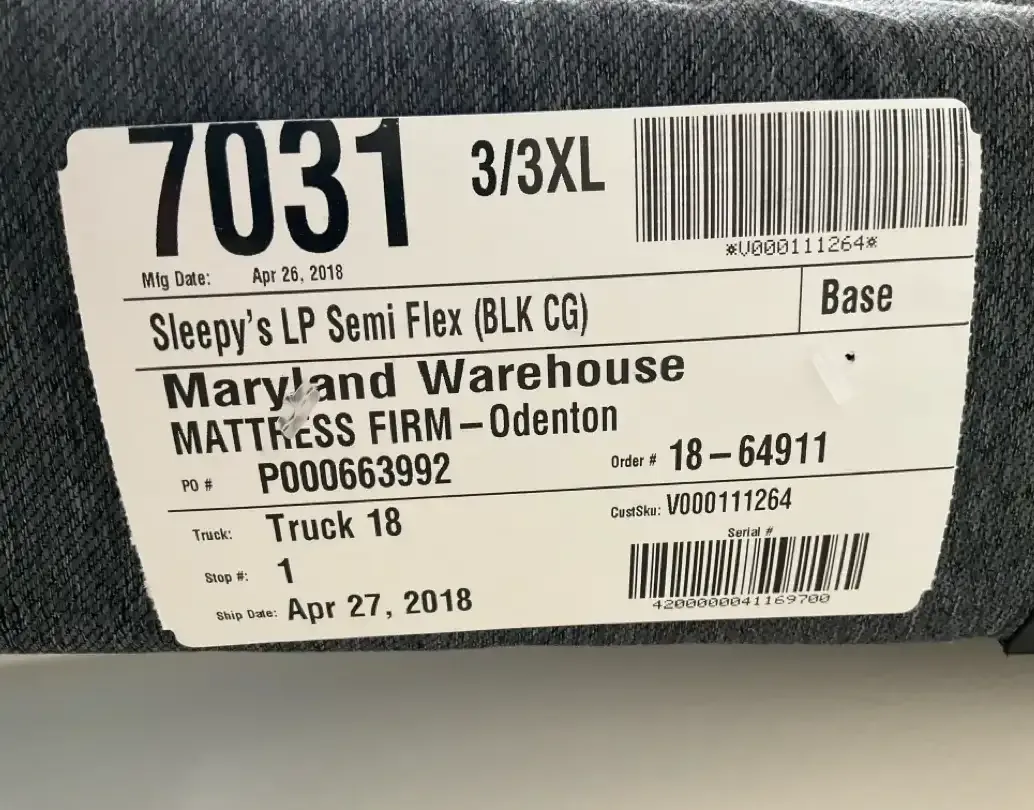 7031 3/3XL
*V000111264*
Mfg Date: Apr 26, 2018
Sleepy's LP Semi Flex (BLK CG) Base
Maryland Warehouse
MATTRESS FIRM – Odenton
PO # P000663992 Order # 18–64911
Truck: Truck 18 CustSku: V000111264
Serial #
Stop #: 1
4200000041169700
Ship Date: Apr 27, 2018